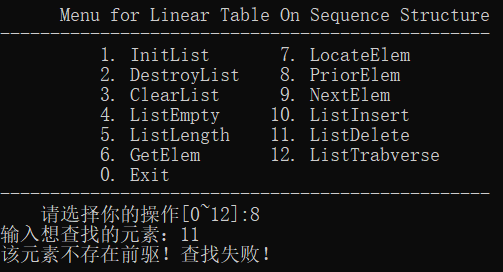 Menu for Linear Table On Sequence Structure
-------------------------------------------------
1. InitList 7. LocateElem
2. DestroyList 8. PriorElem
3. ClearList 9. NextElem
4. ListEmpty 10. ListInsert
5. ListLength 11. ListDelete
6. GetElem 12. ListTrabverse
0. Exit
-------------------------------------------------
请选择你的操作[0~12]:8
输入想查找的元素：11
该元素不存在前驱！查找失败！